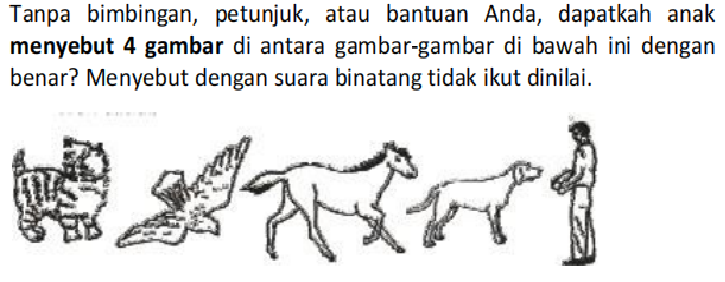 Tanpa bimbingan, petunjuk, atau bantuan Anda, dapatkah anak
menyebut 4 gambar di antara gambar-gambar di bawah ini dengan
benar? Menyebut dengan suara binatang tidak ikut dinilai.